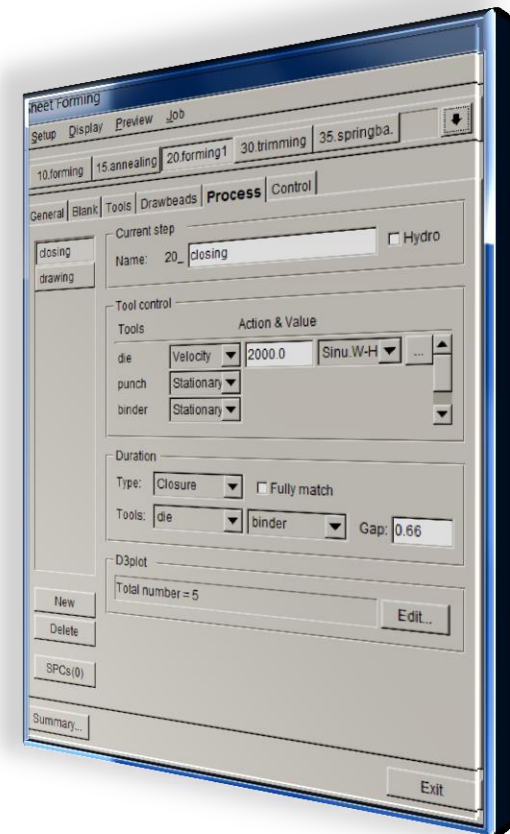 Sheet Forming
Setup Display Preview Job
10.forming 15.annealing 20.forming1 30.trimming 35.springba.
General Blank Tools Drawbeads Process Control
closing
drawing
Current step
Name: 20_ closing Hydro
Tool control
Tools Action & Value
die Velocity 2000.0 Sinu.W-H ...
punch Stationary
binder Stationary
Duration
Type: Closure Fully match
Tools: die binder Gap: 0.66
D3plot
Total number = 5 Edit...
New
Delete
SPCs(0)
Summary...
Exit